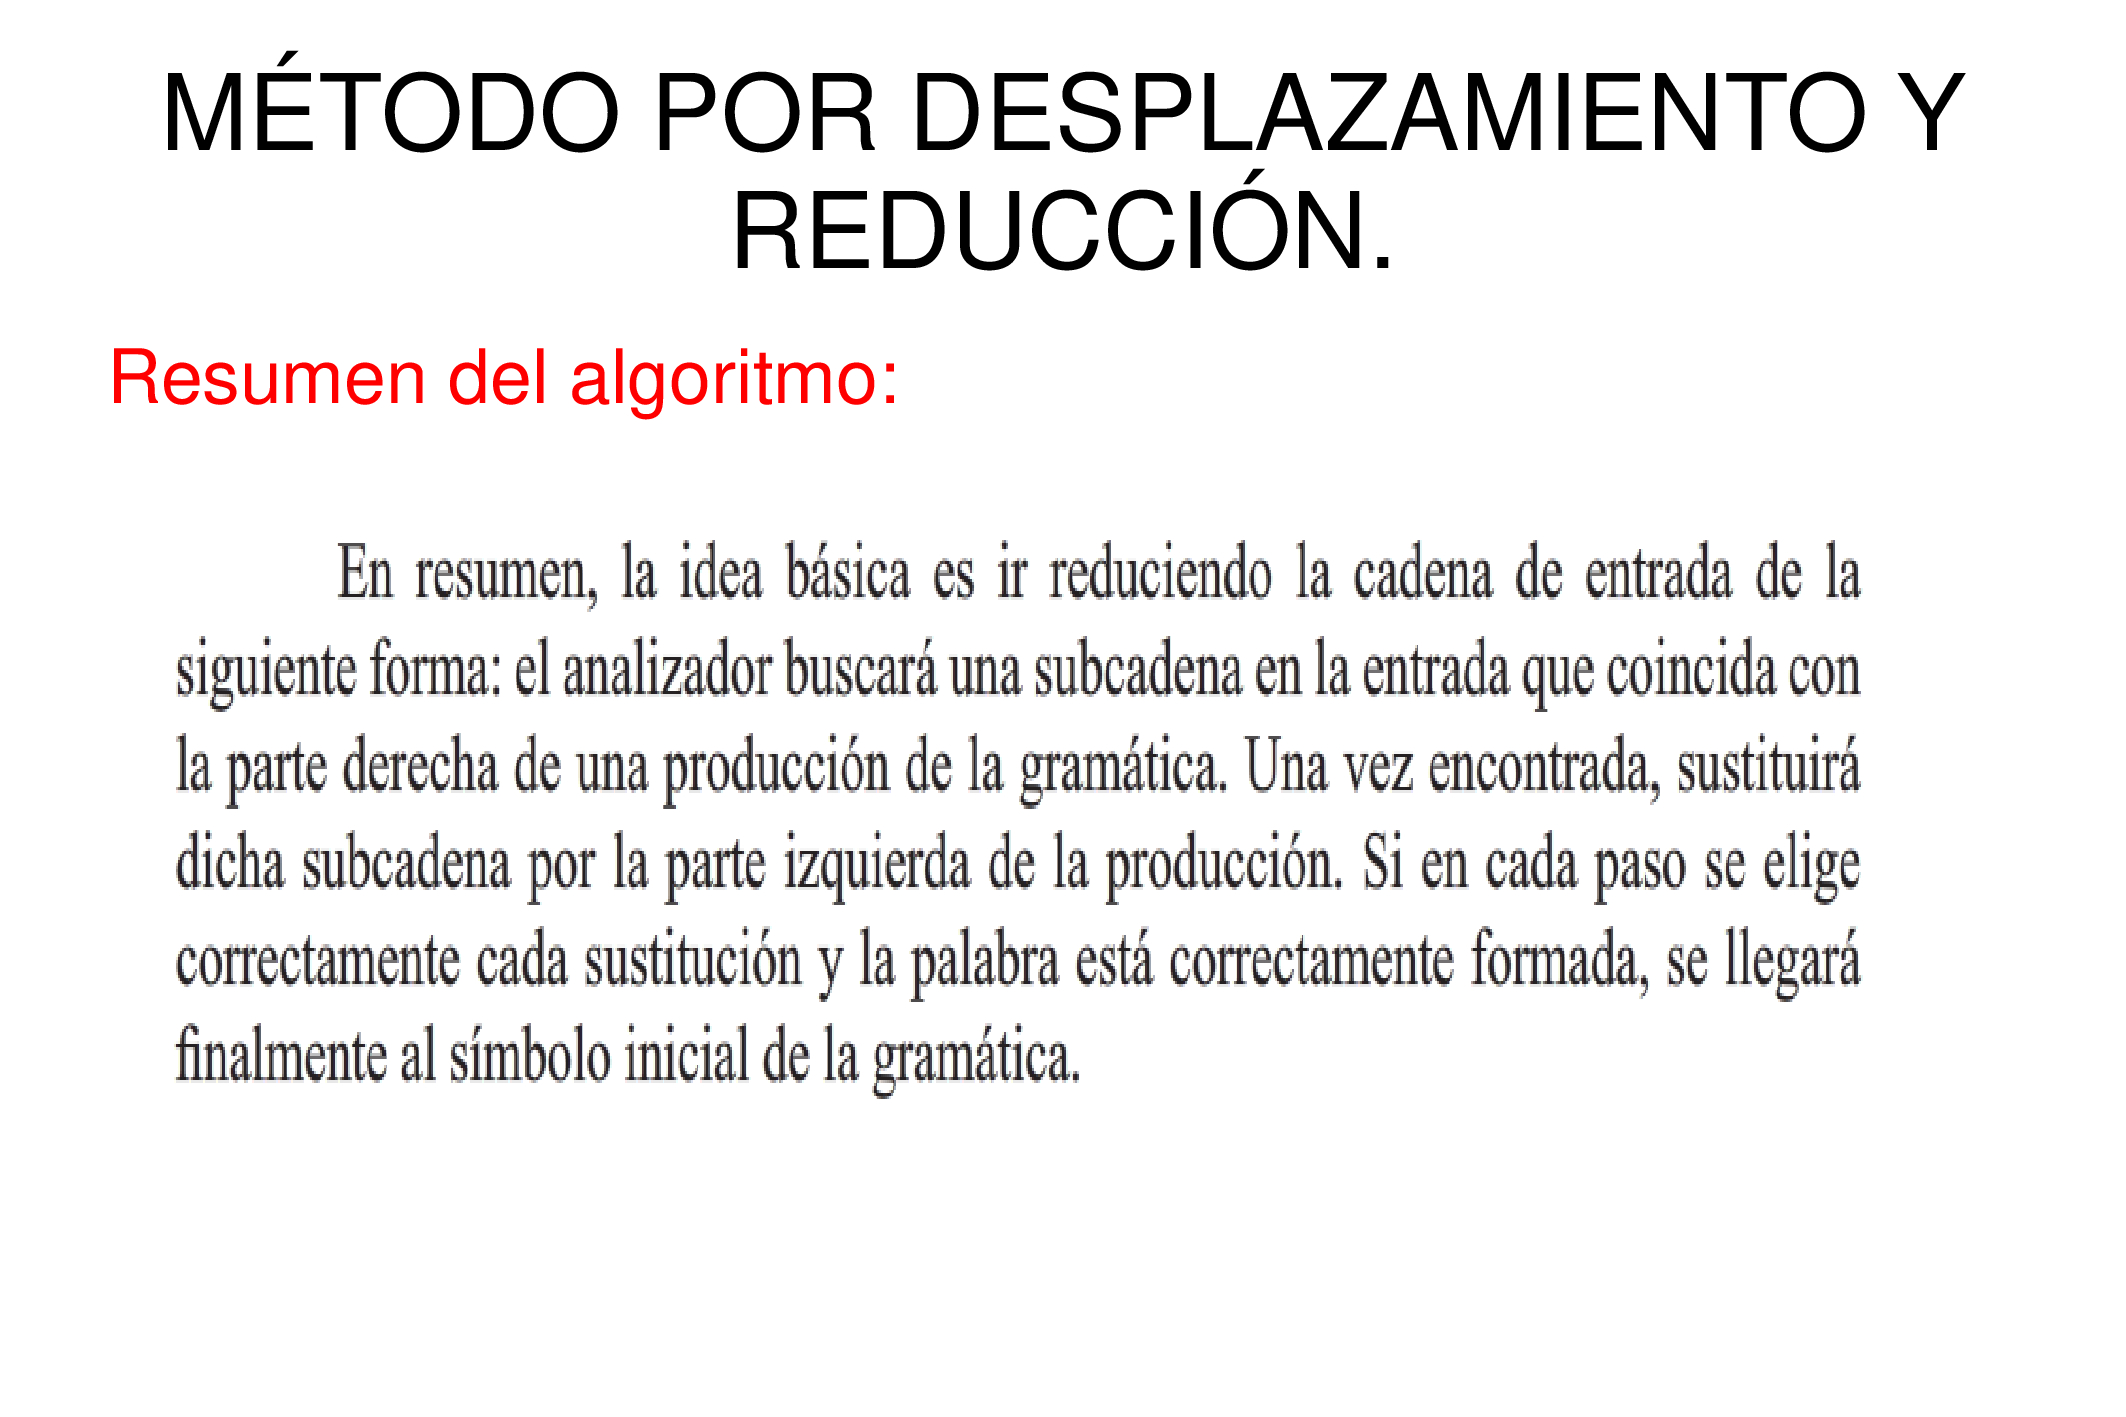 MÉTODO POR DESPLAZAMIENTO Y
REDUCCIÓN.
Resumen del algoritmo:
En resumen, la idea básica es ir reduciendo la cadena de entrada de la
siguiente forma: el analizador buscará una subcadena en la entrada que coincida con
la parte derecha de una producción de la gramática. Una vez encontrada, sustituirá
dicha subcadena por la parte izquierda de la producción. Si en cada paso se elige
correctamente cada sustitución y la palabra está correctamente formada, se llegará
finalmente al símbolo inicial de la gramática.